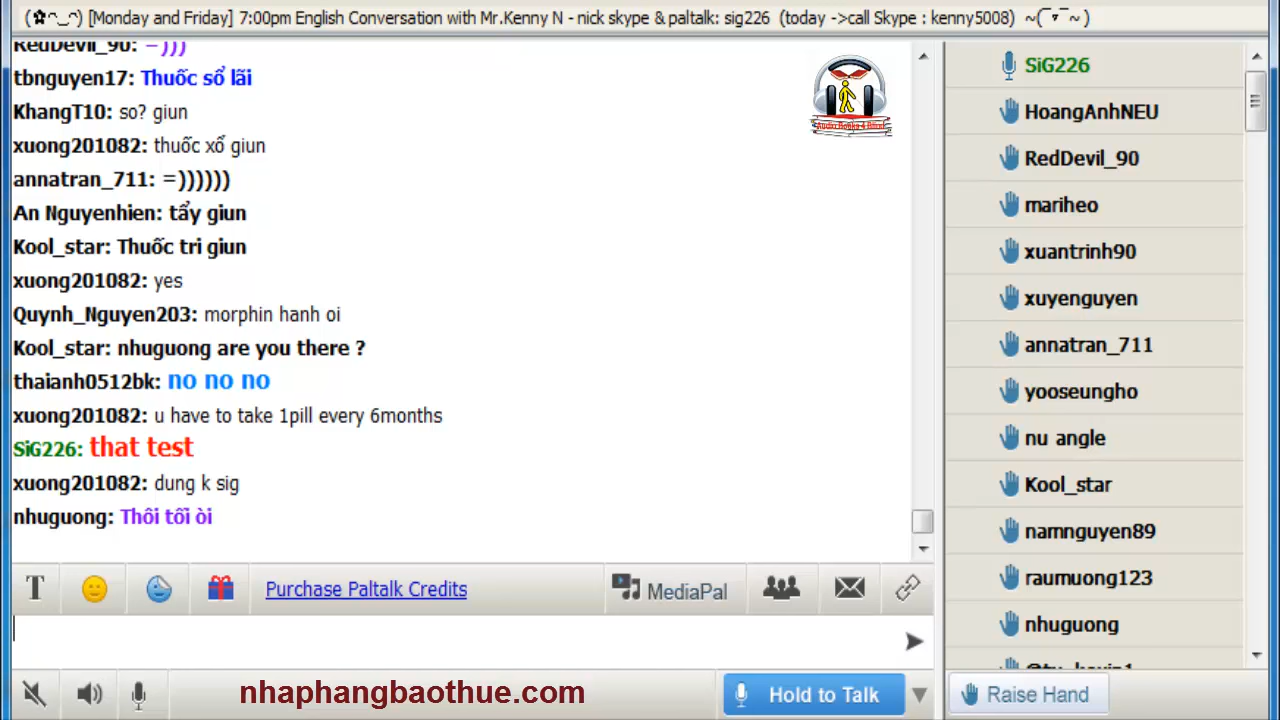 (✿◠‿◠) [Monday and Friday] 7:00pm English Conversation with Mr.Kenny N - nick skype & paltalk: sig226 (today ->call Skype : kenny5008) ~(‾▿‾~)
RedDevil_90: =)))
tbnguyen17: Thuốc sổ lãi
KhangT10: so? giun
xuong201082: thuốc xổ giun
annatran_711: =))))))
An Nguyenhien: tẩy giun
Kool_star: Thuốc tri giun
xuong201082: yes
Quynh_Nguyen203: morphin hanh oi
Kool_star: nhuguong are you there ?
thaianh0512bk: no no no
xuong201082: u have to take 1pill every 6months
SiG226: that test
xuong201082: dung k sig
nhuguong: Thôi tối òi
T
Purchase Paltalk Credits
MediaPal
nhaphangbaothue.com
Hold to Talk
SiG226
HoangAnhNEU
RedDevil_90
mariheo
xuantrinh90
xuyenguyen
annatran_711
yooseungho
nu angle
Kool_star
namnguyen89
raumuong123
nhuguong
Raise Hand